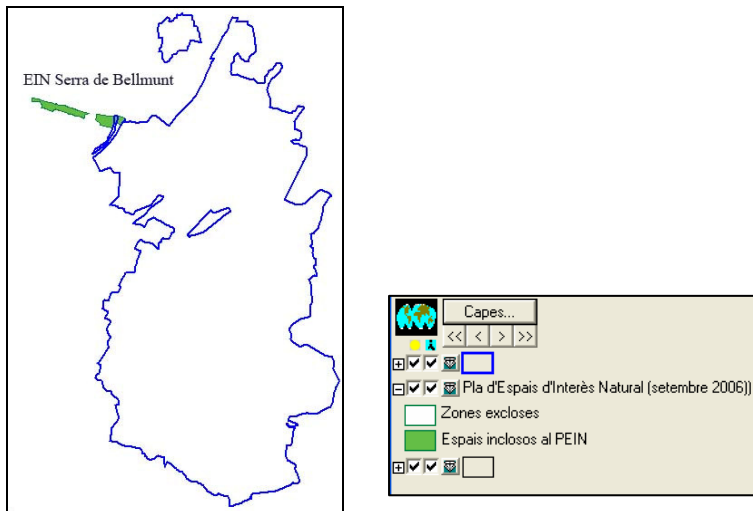 EIN Serra de Bellmunt
Capes...
<< < > >>
Pla d'Espais d'Interès Natural (setembre 2006))
Zones excloses
Espais inclosos al PEIN